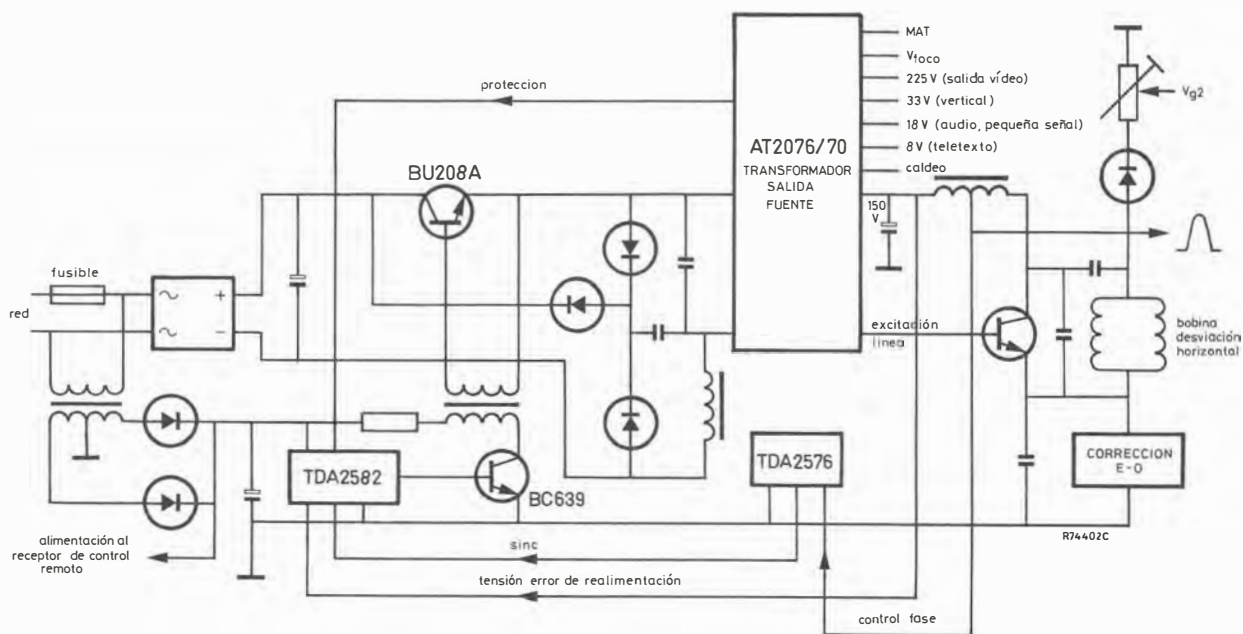 MAT
Vfoco
225 V (salida vídeo)
33 V (vertical)
18 V (audio, pequeña señal)
8 V (teletexto)
caldeo
AT2076/70
TRANSFORMADOR
SALIDA
FUENTE
proteccion
BU208A
Vg2
150
V
fusible
red
+
−
excitación
línea
bobina
desviación
horizontal
TDA2582
BC639
TDA2576
CORRECCION
E-O
R74402C
alimentación al
receptor de control
remoto
sinc
tensión error de realimentación
control fase